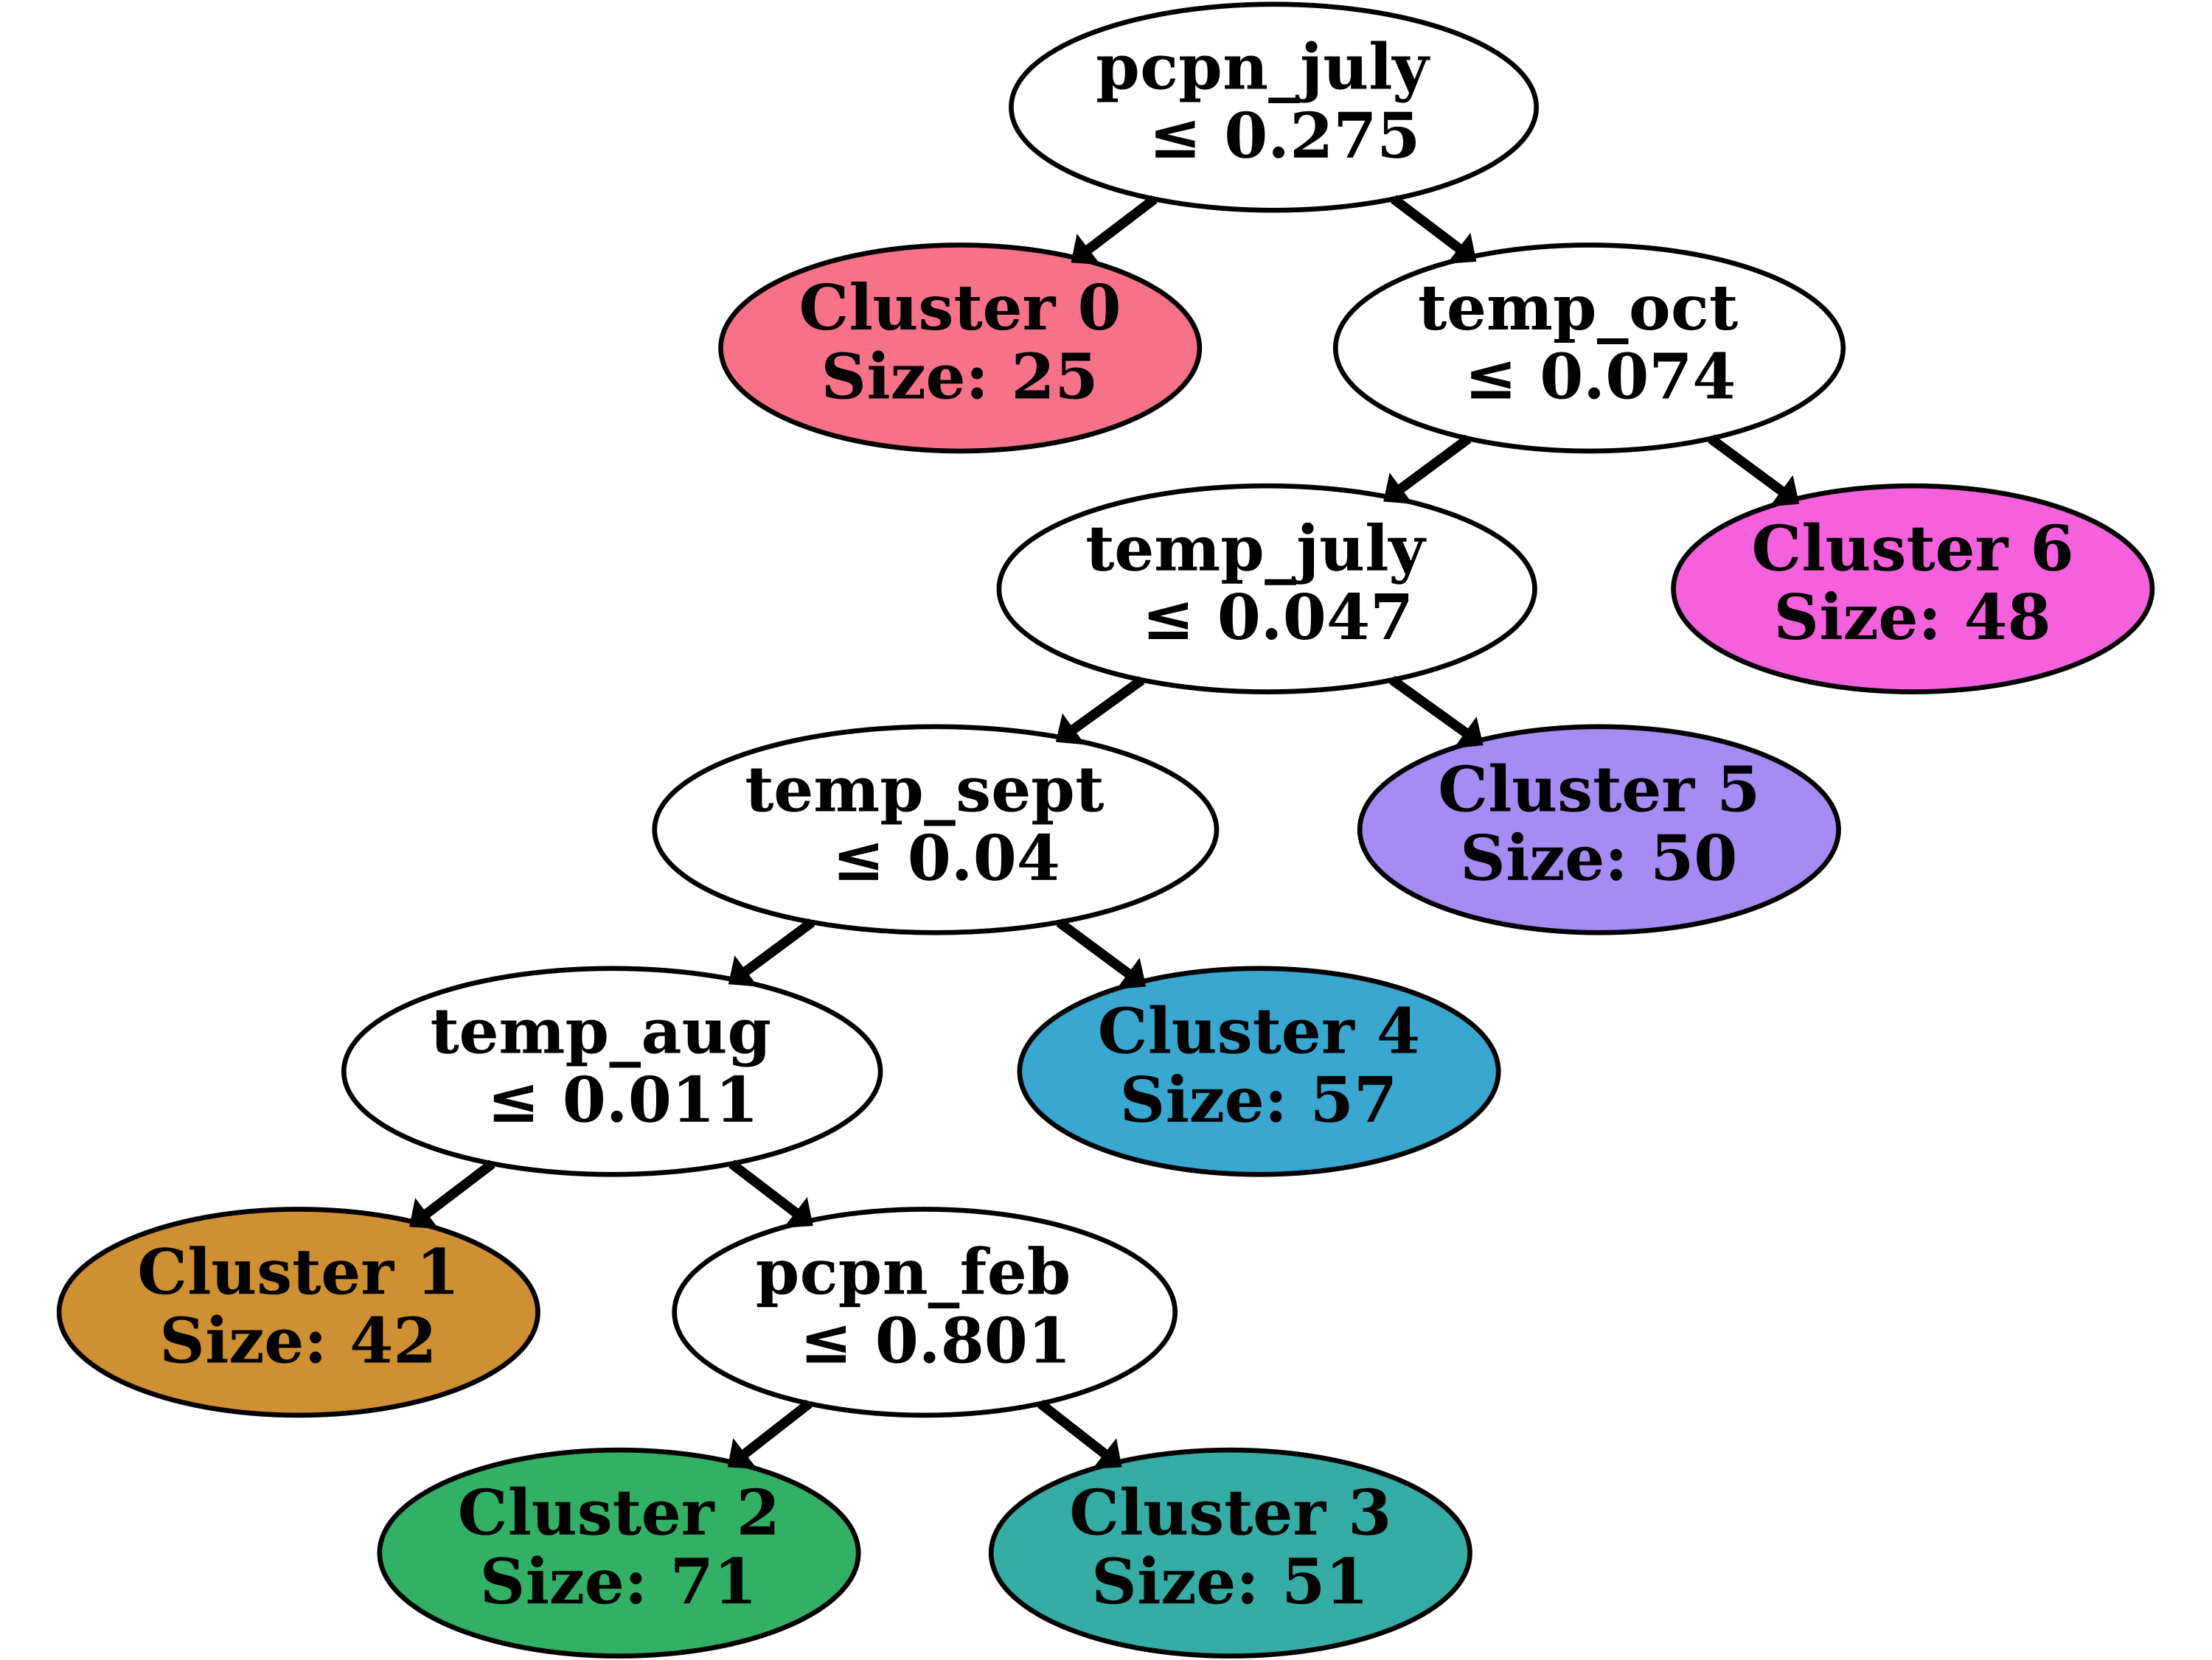 pcpn_july
≤ 0.275
Cluster 0
Size: 25
temp_oct
≤ 0.074
temp_july
≤ 0.047
Cluster 6
Size: 48
temp_sept
≤ 0.04
Cluster 5
Size: 50
temp_aug
≤ 0.011
Cluster 4
Size: 57
Cluster 1
Size: 42
pcpn_feb
≤ 0.801
Cluster 2
Size: 71
Cluster 3
Size: 51